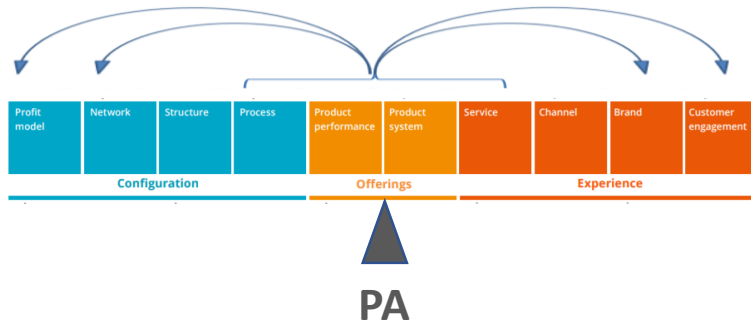 Profit
model
Network
Structure
Process
Product
performance
Product
system
Service
Channel
Brand
Customer
engagement
Configuration
Offerings
Experience
PA